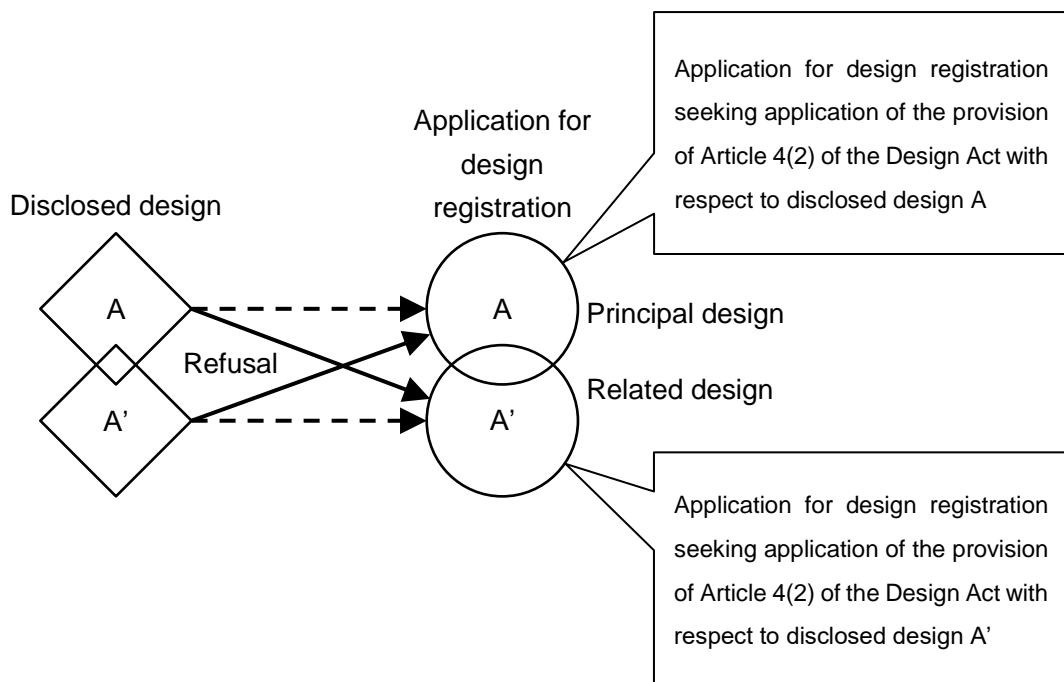 Application for design registration
seeking application of the provision
of Article 4(2) of the Design Act with
respect to disclosed design A
Application for
design
registration
Disclosed design
A
A
Principal design
Refusal
Related design
A’
A’
Application for design registration
seeking application of the provision
of Article 4(2) of the Design Act with
respect to disclosed design A’